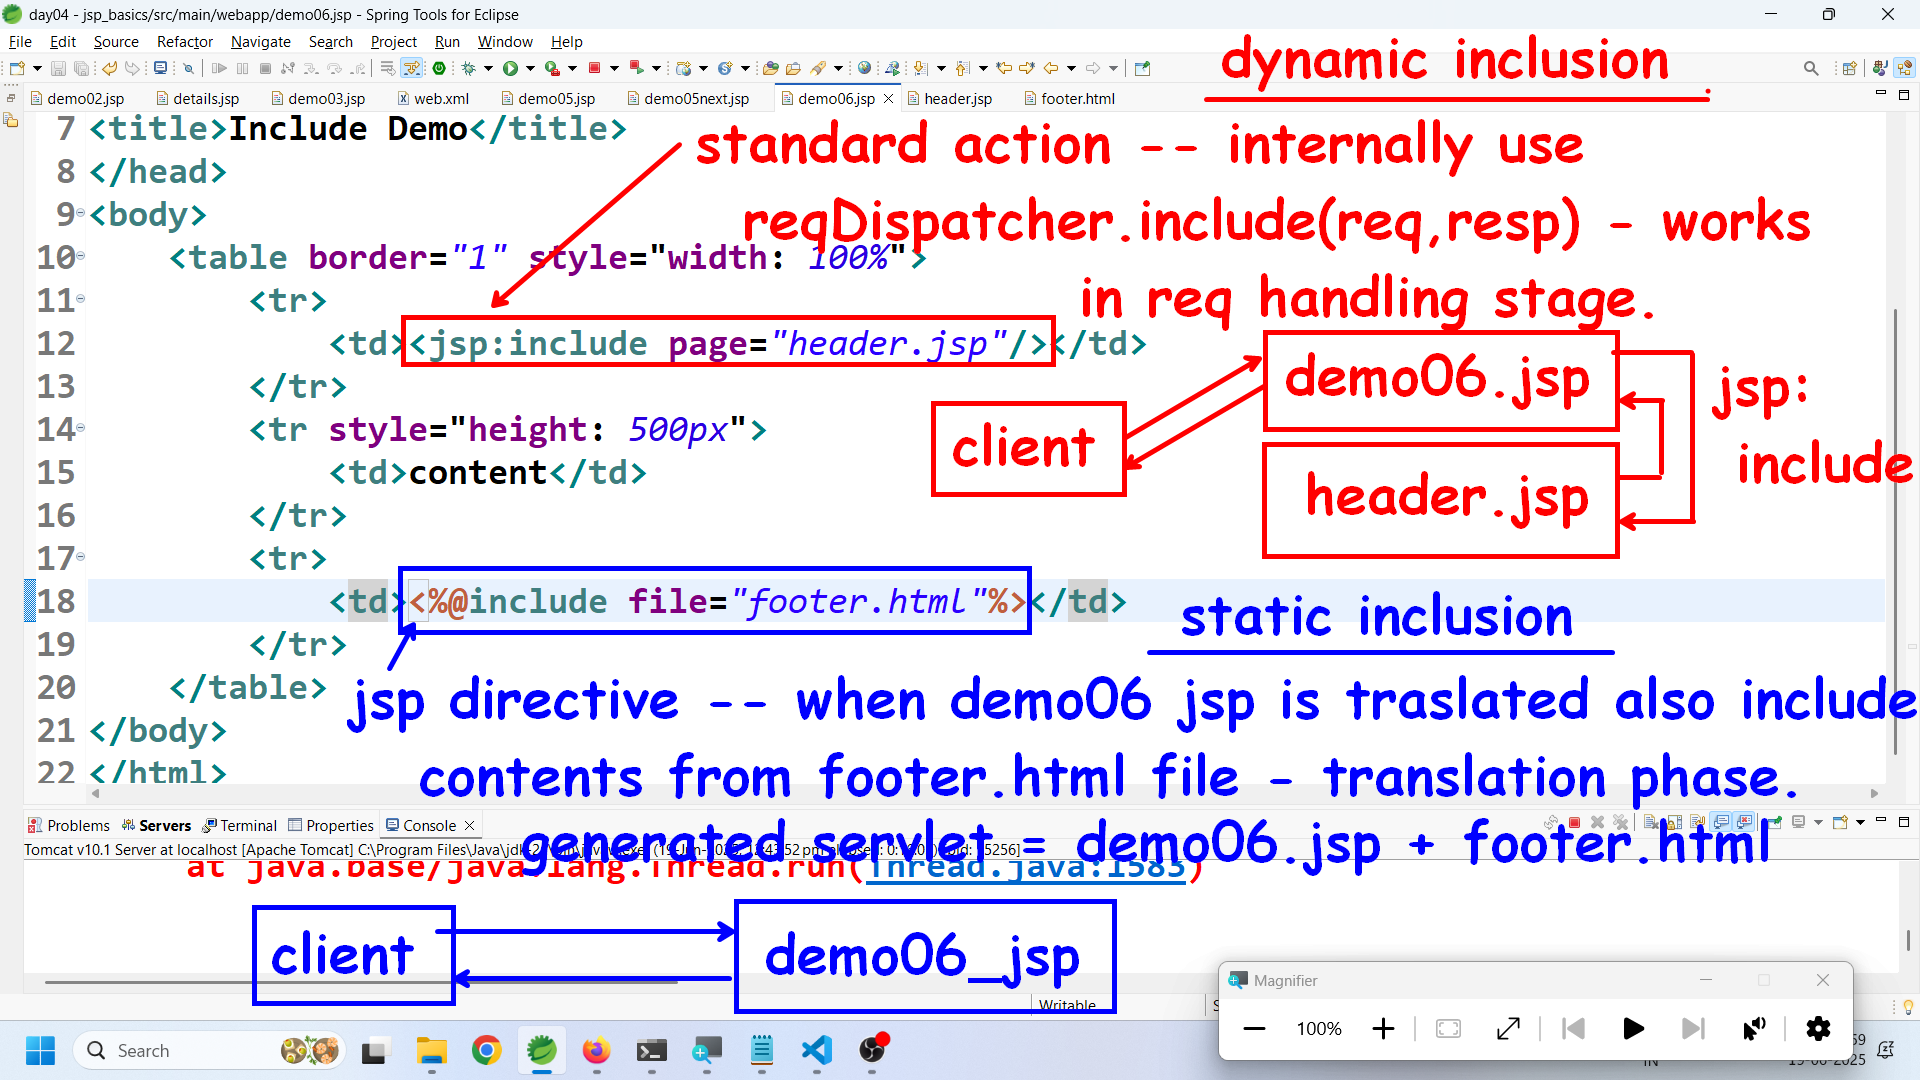 day04 - jsp_basics/src/main/webapp/demo06.jsp - Spring Tools for Eclipse
File Edit Source Refactor Navigate Search Project Run Window Help
dynamic inclusion
demo02.jsp details.jsp demo03.jsp web.xml demo05.jsp demo05next.jsp demo06.jsp header.jsp footer.html
7 <title>Include Demo</title>
standard action -- internally use
8 </head>
9 <body>
reqDispatcher.include(req,resp) - works
10 <table border="1" style="width: 100%">
11 <tr>
in req handling stage.
12 <td><jsp:include page="header.jsp"/></td>
13 </tr>
demo06.jsp
jsp:
include
14 <tr style="height: 500px">
client
15 <td>content</td>
header.jsp
16 </tr>
17 <tr>
18 <td><%@include file="footer.html"%></td>
static inclusion
19 </tr>
20 </table>
jsp directive -- when demo06 jsp is traslated also include
21 </body>
22 </html>
contents from footer.html file - translation phase.
Problems Servers Terminal Properties Console
generated servlet = demo06.jsp + footer.html
Tomcat v10.1 Server at localhost [Apache Tomcat] C:\Program Files\Java\jdk-2
at java.base/java.lang.Thread.run(Thread.java:1583)
client
demo06_jsp
Writable
Magnifier
100%
Search